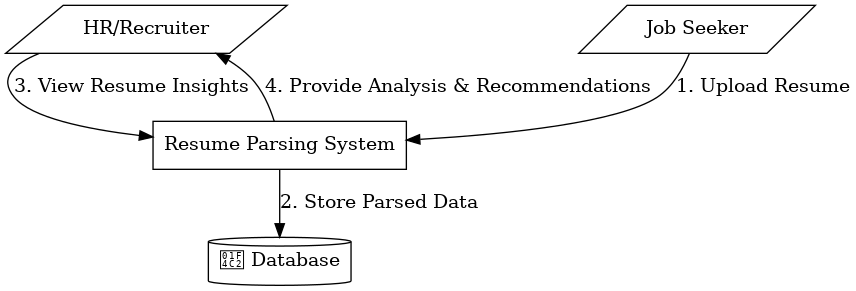 HR/Recruiter
Job Seeker
3. View Resume Insights
4. Provide Analysis & Recommendations
1. Upload Resume
Resume Parsing System
2. Store Parsed Data
01F4C2 Database